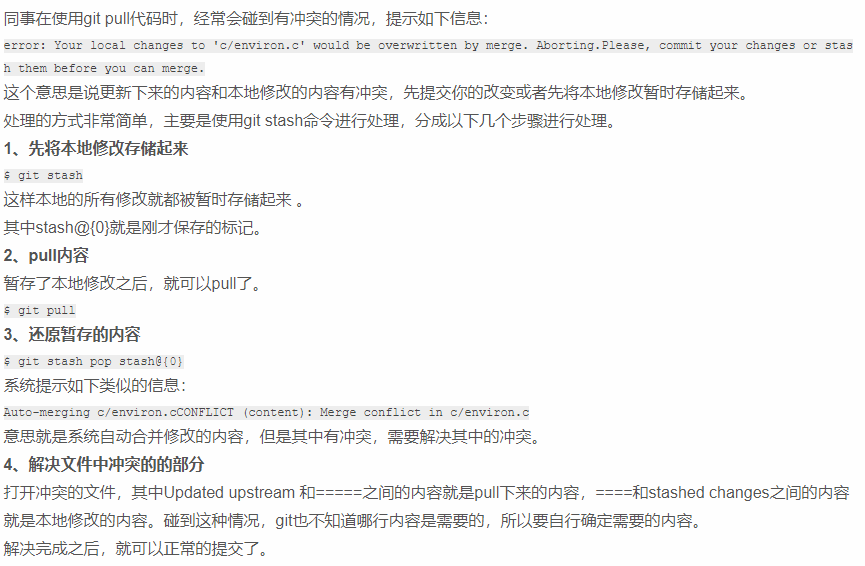 同事在使用git pull代码时，经常会碰到有冲突的情况，提示如下信息：
error: Your local changes to 'c/environ.c' would be overwritten by merge. Aborting.Please, commit your changes or stas
h them before you can merge.
这个意思是说更新下来的内容和本地修改的内容有冲突，先提交你的改变或者先将本地修改暂时存储起来。
处理的方式非常简单，主要是使用git stash命令进行处理，分成以下几个步骤进行处理。
1、先将本地修改存储起来
$ git stash
这样本地的所有修改就都被暂时存储起来 。
其中stash@{0}就是刚才保存的标记。
2、pull内容
暂存了本地修改之后，就可以pull了。
$ git pull
3、还原暂存的内容
$ git stash pop stash@{0}
系统提示如下类似的信息：
Auto-merging c/environ.cCONFLICT (content): Merge conflict in c/environ.c
意思就是系统自动合并修改的内容，但是其中有冲突，需要解决其中的冲突。
4、解决文件中冲突的的部分
打开冲突的文件，其中Updated upstream 和=====之间的内容就是pull下来的内容，====和stashed changes之间的内容
就是本地修改的内容。碰到这种情况，git也不知道哪行内容是需要的，所以要自行确定需要的内容。
解决完成之后，就可以正常的提交了。